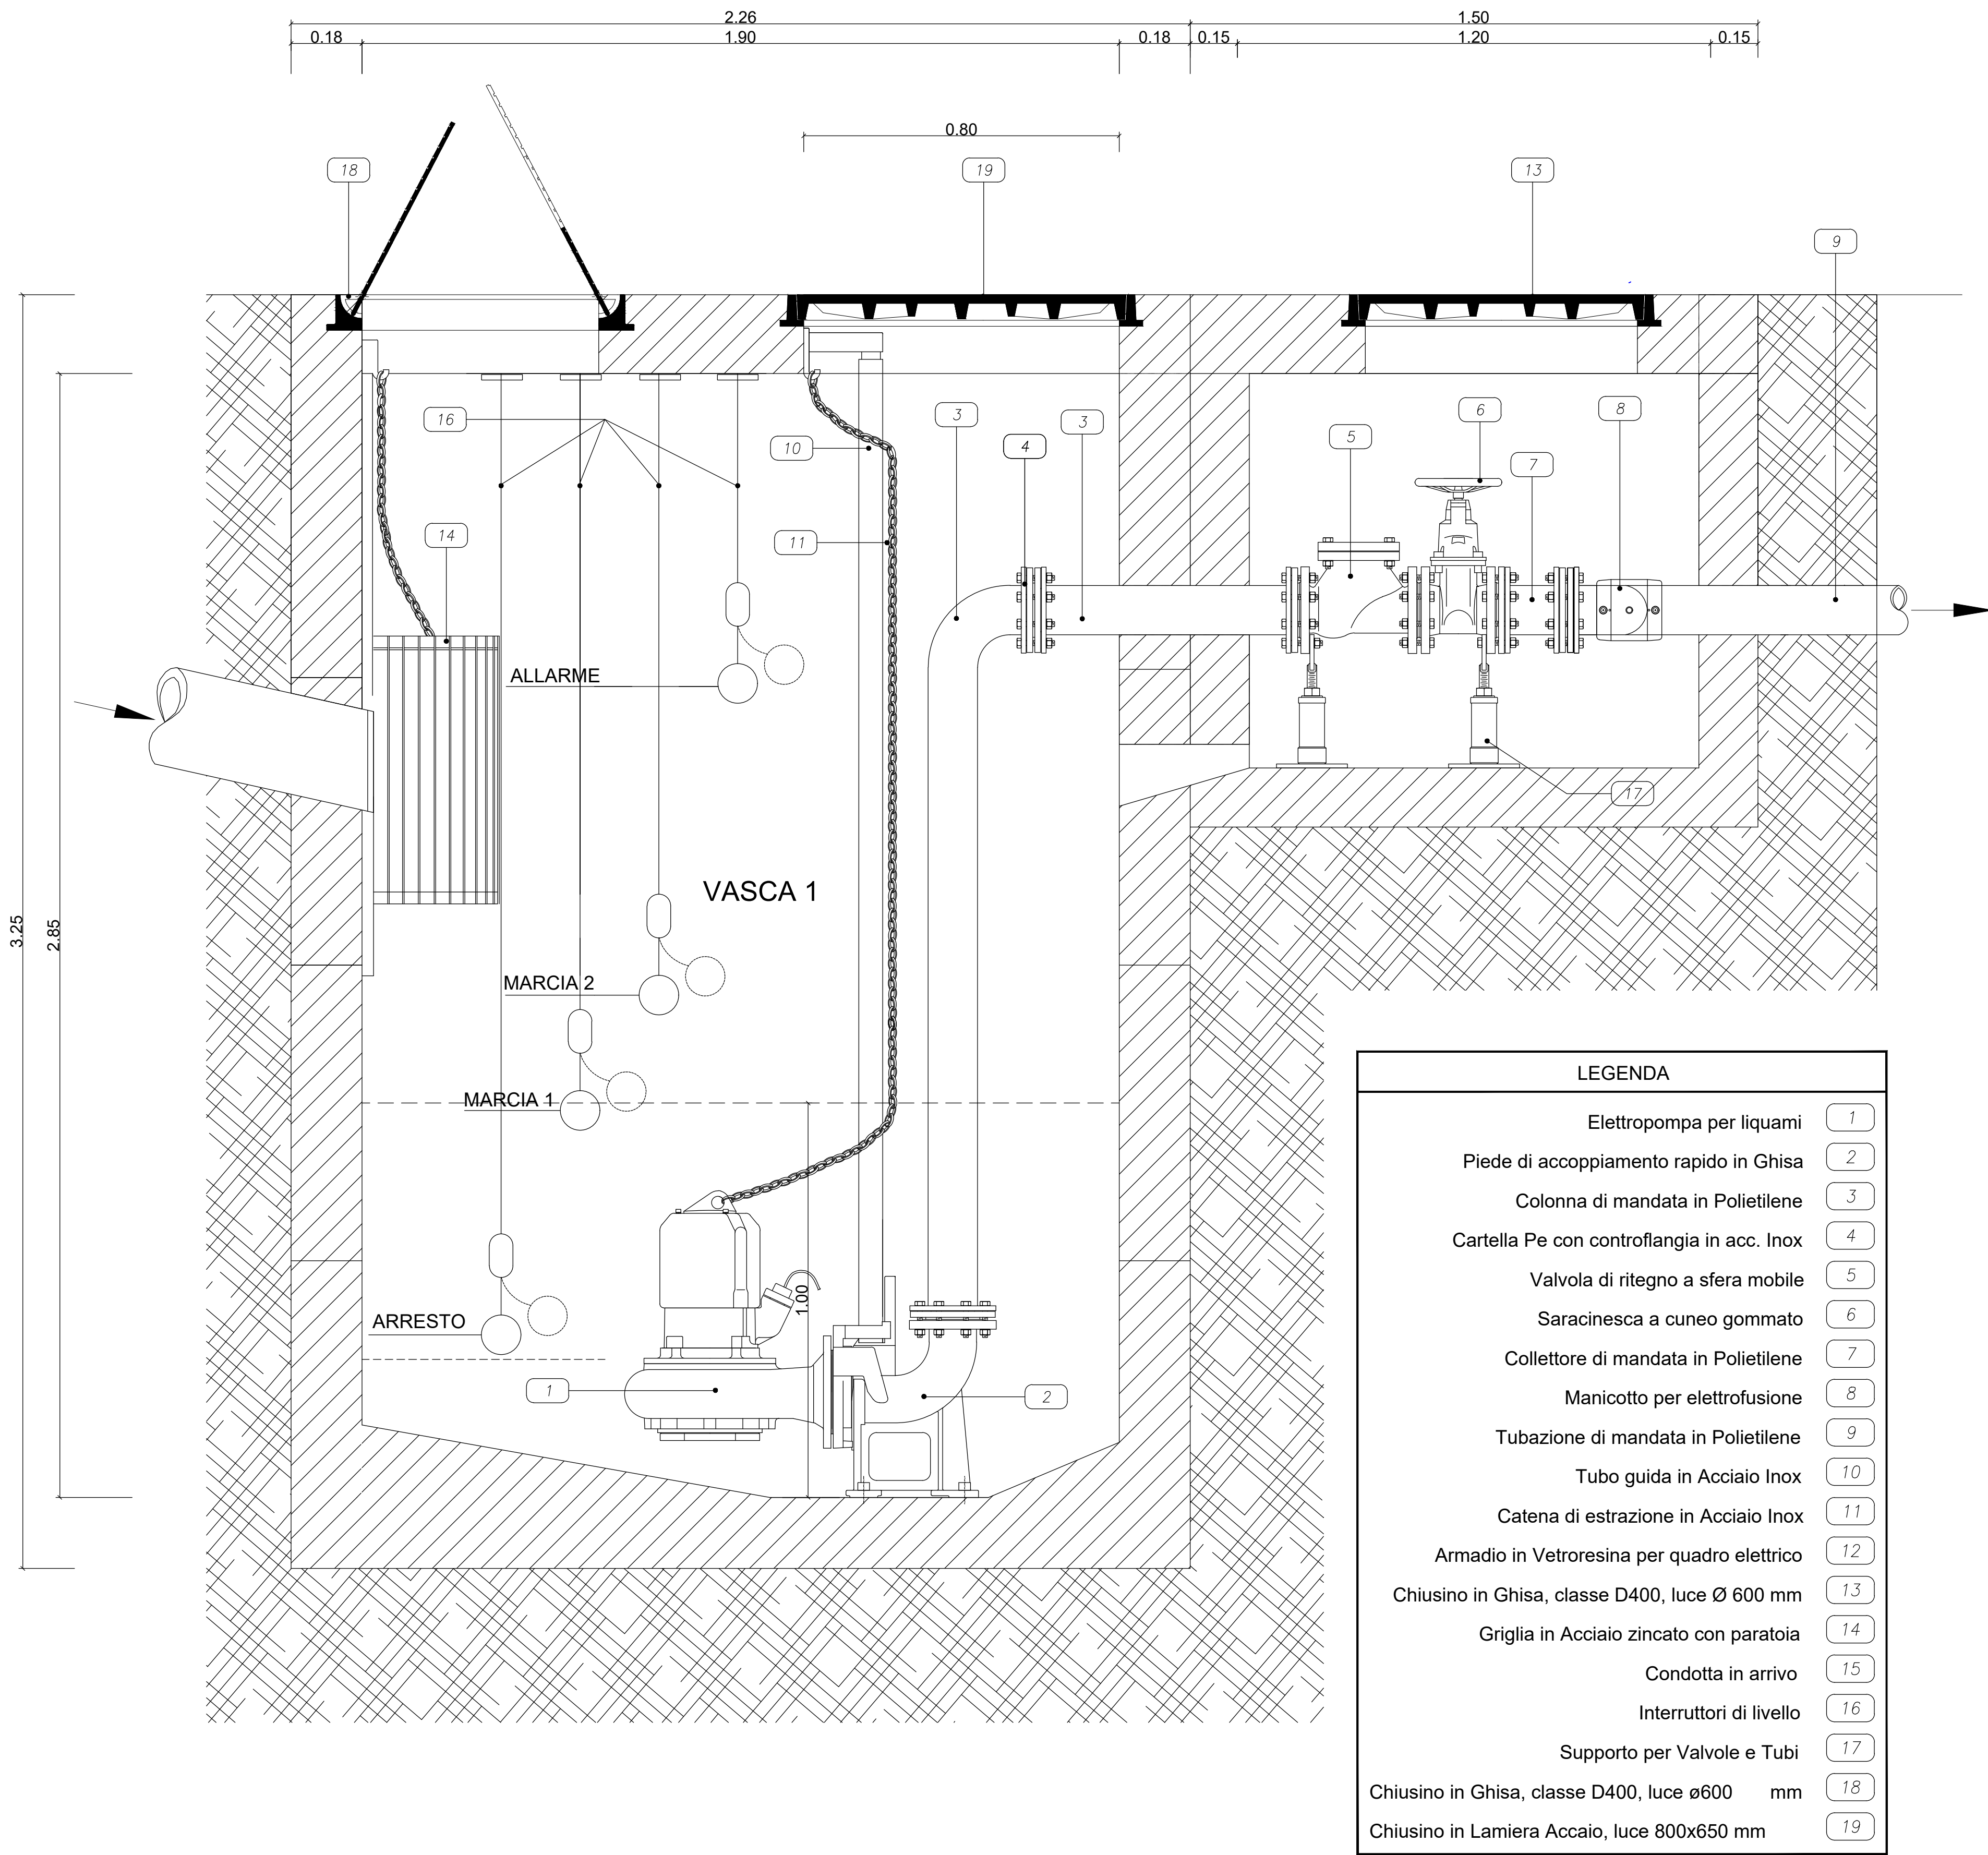 2.26
1.50
0.18
1.90
0.18
0.15
1.20
0.15
0.80
18
19
13
9
16
10
3
4
3
5
6
7
8
14
11
ALLARME
17
VASCA 1
3.25
2.85
MARCIA 2
MARCIA 1
1.00
ARRESTO
1
2
LEGENDA
Elettropompa per liquami 1
Piede di accoppiamento rapido in Ghisa 2
Colonna di mandata in Polietilene 3
Cartella Pe con controflangia in acc. Inox 4
Valvola di ritegno a sfera mobile 5
Saracinesca a cuneo gommato 6
Collettore di mandata in Polietilene 7
Manicotto per elettrofusione 8
Tubazione di mandata in Polietilene 9
Tubo guida in Acciaio Inox 10
Catena di estrazione in Acciaio Inox 11
Armadio in Vetroresina per quadro elettrico 12
Chiusino in Ghisa, classe D400, luce Ø 600 mm 13
Griglia in Acciaio zincato con paratoia 14
Condotta in arrivo 15
Interruttori di livello 16
Supporto per Valvole e Tubi 17
Chiusino in Ghisa, classe D400, luce ø600 mm 18
Chiusino in Lamiera Accaio, luce 800x650 mm 19